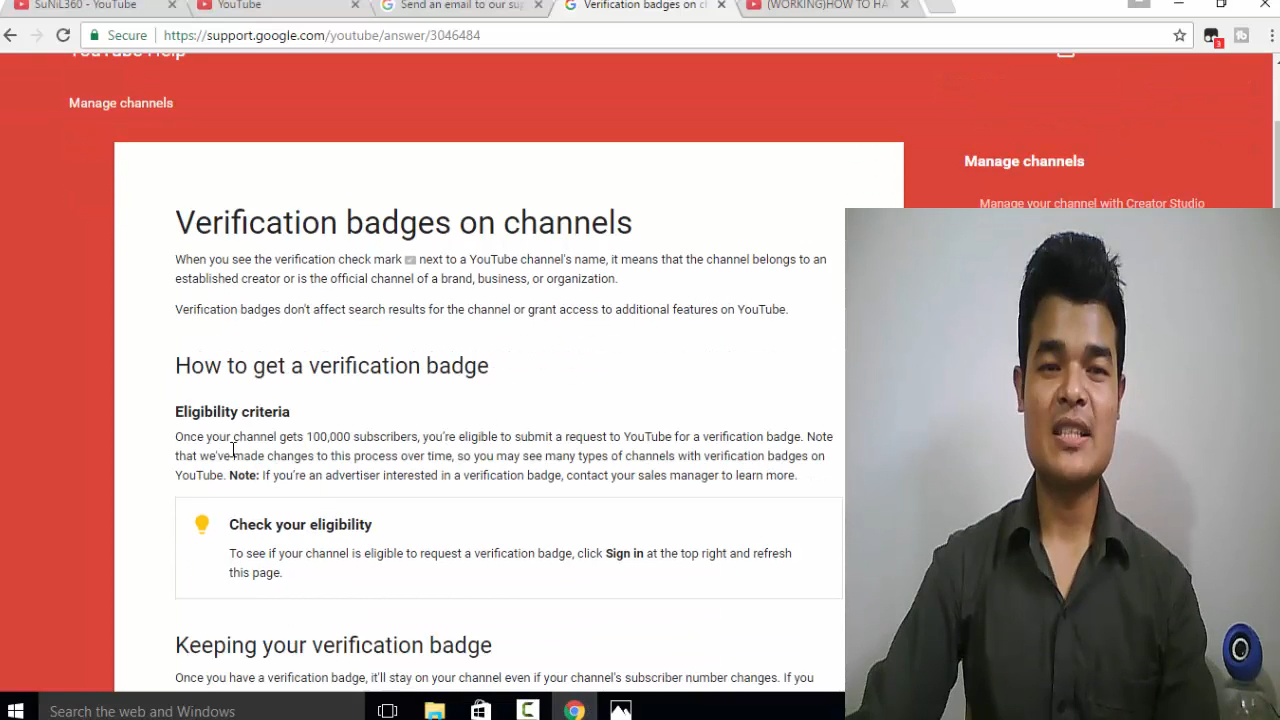 SuNiL360 - YouTube
YouTube
Send an email to our sup
Verification badges on ch
(WORKING)HOW TO HA
Secure
https://support.google.com/youtube/answer/3046484
3
YouTube Help
Manage channels
Verification badges on channels
When you see the verification check mark next to a YouTube channel's name, it means that the channel belongs to an
established creator or is the official channel of a brand, business, or organization.
Verification badges don't affect search results for the channel or grant access to additional features on YouTube.
How to get a verification badge
Eligibility criteria
Once your channel gets 100,000 subscribers, you're eligible to submit a request to YouTube for a verification badge. Note
that we've made changes to this process over time, so you may see many types of channels with verification badges on
YouTube. Note: If you're an advertiser interested in a verification badge, contact your sales manager to learn more.
Check your eligibility
To see if your channel is eligible to request a verification badge, click Sign in at the top right and refresh
this page.
Keeping your verification badge
Once you have a verification badge, it'll stay on your channel even if your channel's subscriber number changes. If you
Manage channels
Manage your channel with Creator Studio
Search the web and Windows